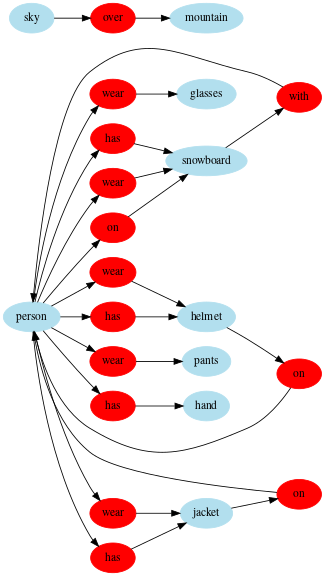 sky over mountain
wear glasses
with
has
snowboard
wear
on
wear
person has helmet
wear pants
on
has hand
on
wear jacket
has